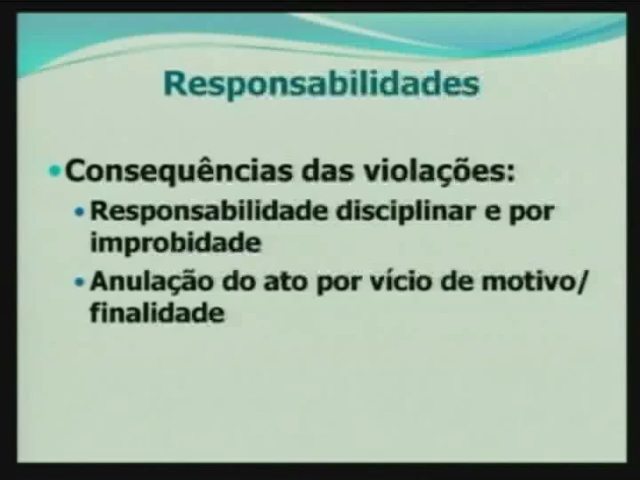 Responsabilidades
•Consequências das violações:
•Responsabilidade disciplinar e por
improbidade
•Anulação do ato por vício de motivo/
finalidade